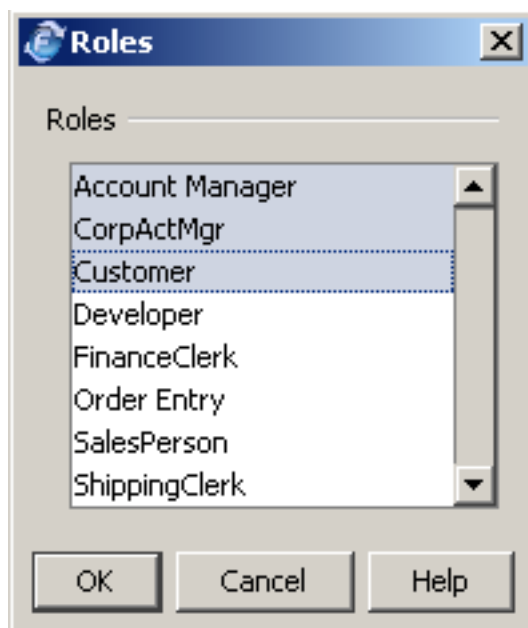 Roles
Roles
Account Manager
CorpActMgr
Customer
Developer
FinanceClerk
Order Entry
SalesPerson
ShippingClerk
OK Cancel Help